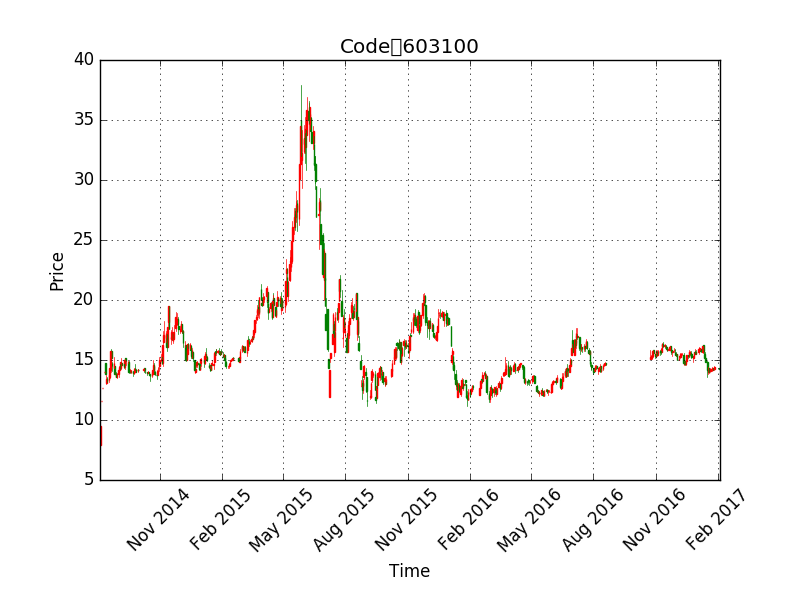 Code▯603100
40
35
30
25
20
15
10
5
Price
Nov 2014
Feb 2015
May 2015
Aug 2015
Nov 2015
Feb 2016
May 2016
Aug 2016
Nov 2016
Feb 2017
Time